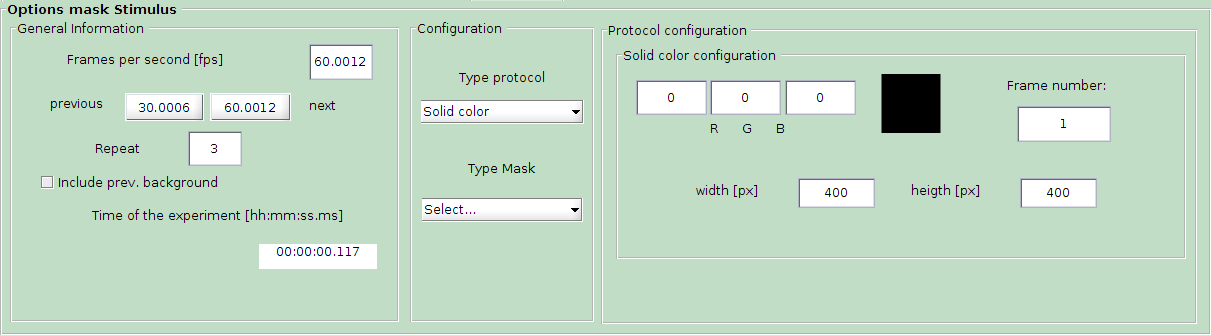 Options mask Stimulus
General Information
Frames per second [fps]
60.0012
previous
30.0006
60.0012
next
Repeat
3
Include prev. background
Time of the experiment [hh:mm:ss.ms]
00:00:00.117
Configuration
Type protocol
Solid color
Type Mask
Select...
Protocol configuration
Solid color configuration
0
0
0
R G B
Frame number:
1
width [px]
400
heigth [px]
400